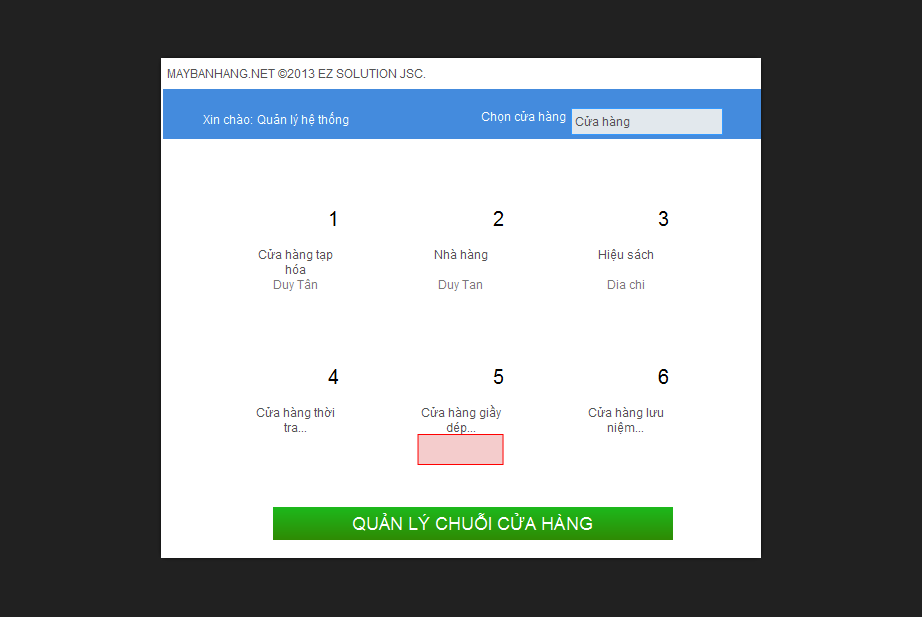 MAYBANHANG.NET ©2013 EZ SOLUTION JSC.
Xin chào: Quản lý hệ thống
Chọn cửa hàng
Cửa hàng
1
2
3
Cửa hàng tạp
hóa
Duy Tân
Nhà hàng
Duy Tan
Hiệu sách
Dia chi
4
5
6
Cửa hàng thời
tra...
Cửa hàng giầy
dép...
Cửa hàng lưu
niệm...
QUẢN LÝ CHUỖI CỬA HÀNG